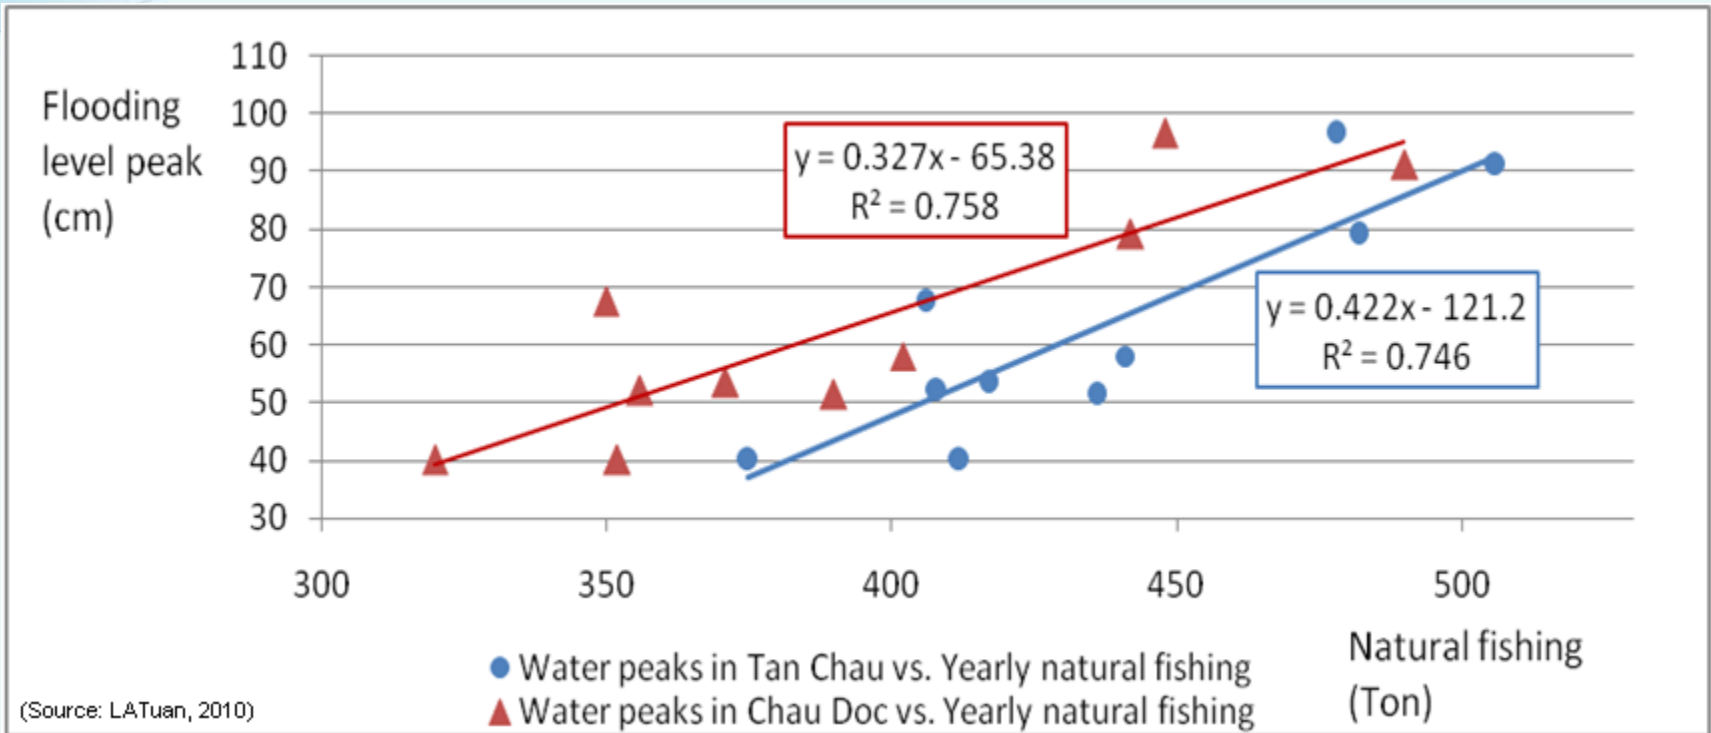 Flooding
level peak
(cm)
110
100
90
80
70
60
50
40
30
y = 0.327x - 65.38
R² = 0.758
y = 0.422x - 121.2
R² = 0.746
300 350 400 450 500
Natural fishing
(Ton)
Water peaks in Tan Chau vs. Yearly natural fishing
Water peaks in Chau Doc vs. Yearly natural fishing
(Source: LATuan, 2010)